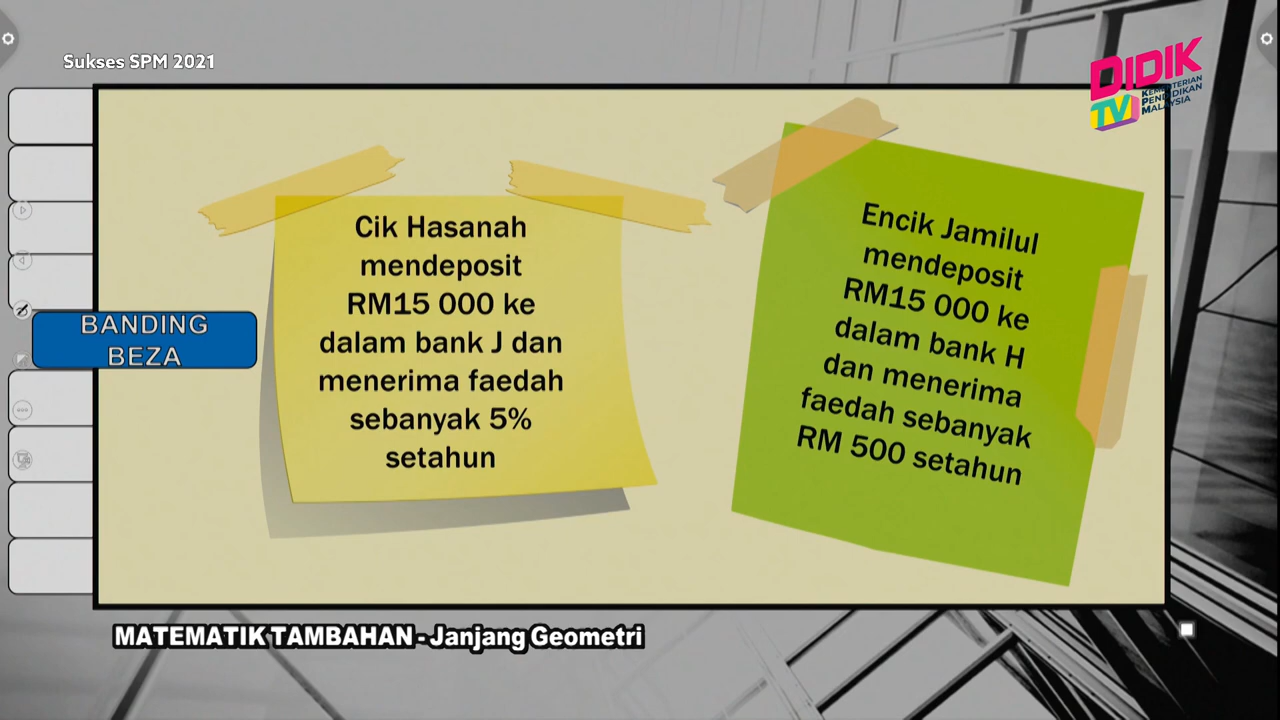 Sukses SPM 2021
DIDIK
TV
KEMENTERIAN
PENDIDIKAN
MALAYSIA
BANDING
BEZA
Cik Hasanah
mendeposit
RM15 000 ke
dalam bank J dan
menerima faedah
sebanyak 5%
setahun
Encik Jamilul
mendeposit
RM15 000 ke
dalam bank H
dan menerima
faedah sebanyak
RM 500 setahun
MATEMATIK TAMBAHAN - Janjang Geometri